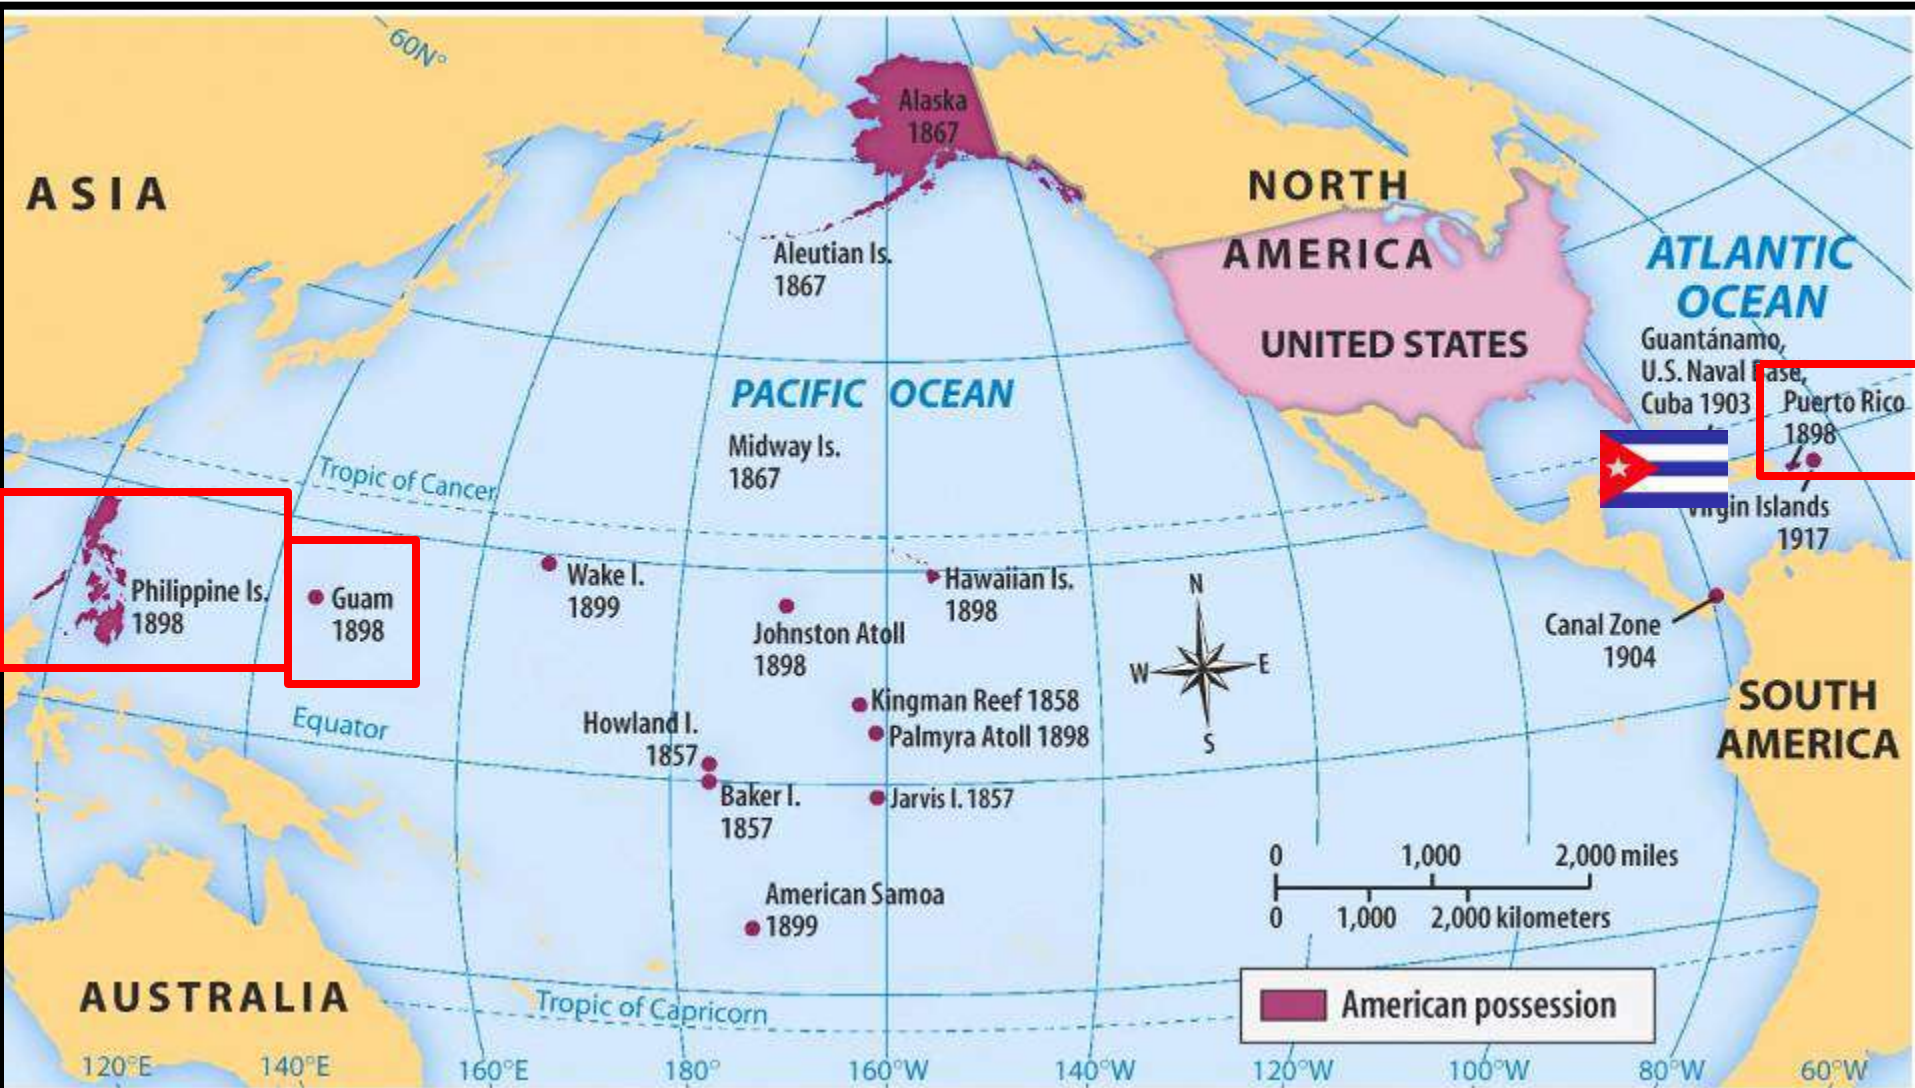 60N°
Alaska
1867
ASIA
NORTH
AMERICA
Aleutian Is.
1867
ATLANTIC
OCEAN
UNITED STATES
Guantánamo,
U.S. Naval Base,
Cuba 1903
Puerto Rico
1898
PACIFIC OCEAN
Midway Is.
1867
Tropic of Cancer
Virgin Islands
1917
Philippine Is.
1898
Guam
1898
Wake I.
1899
Hawaiian Is.
1898
Johnston Atoll
1898
N
W
E
S
Canal Zone
1904
Kingman Reef 1858
Palmyra Atoll 1898
SOUTH
AMERICA
Equator
Howland I.
1857
Baker I.
1857
Jarvis I. 1857
0 1,000 2,000 miles
0 1,000 2,000 kilometers
American Samoa
1899
AUSTRALIA
Tropic of Capricorn
American possession
120°E 140°E 160°E 180° 160°W 140°W 120°W 100°W 80°W 60°W